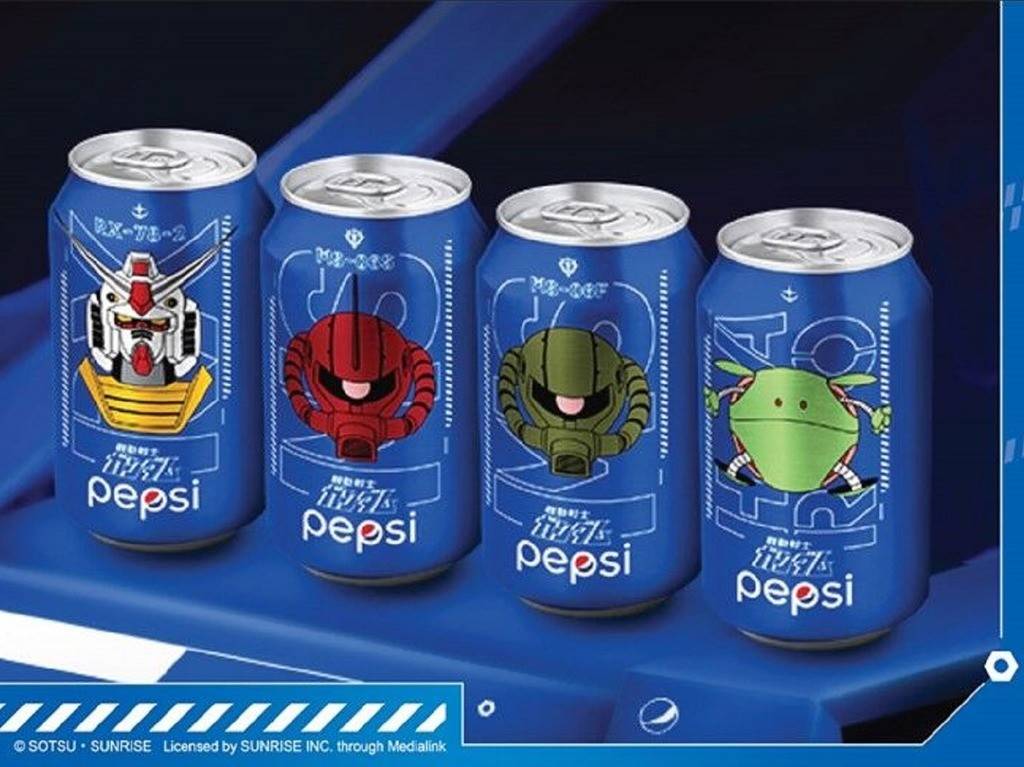 RX-78-2
機動戦士
ガンダム
pepsi
MS-06S
機動戦士
ガンダム
pepsi
MS-06F
機動戦士
ガンダム
pepsi
HARO
機動戦士
ガンダム
pepsi
© SOTSU・SUNRISE Licensed by SUNRISE INC. through Medialink